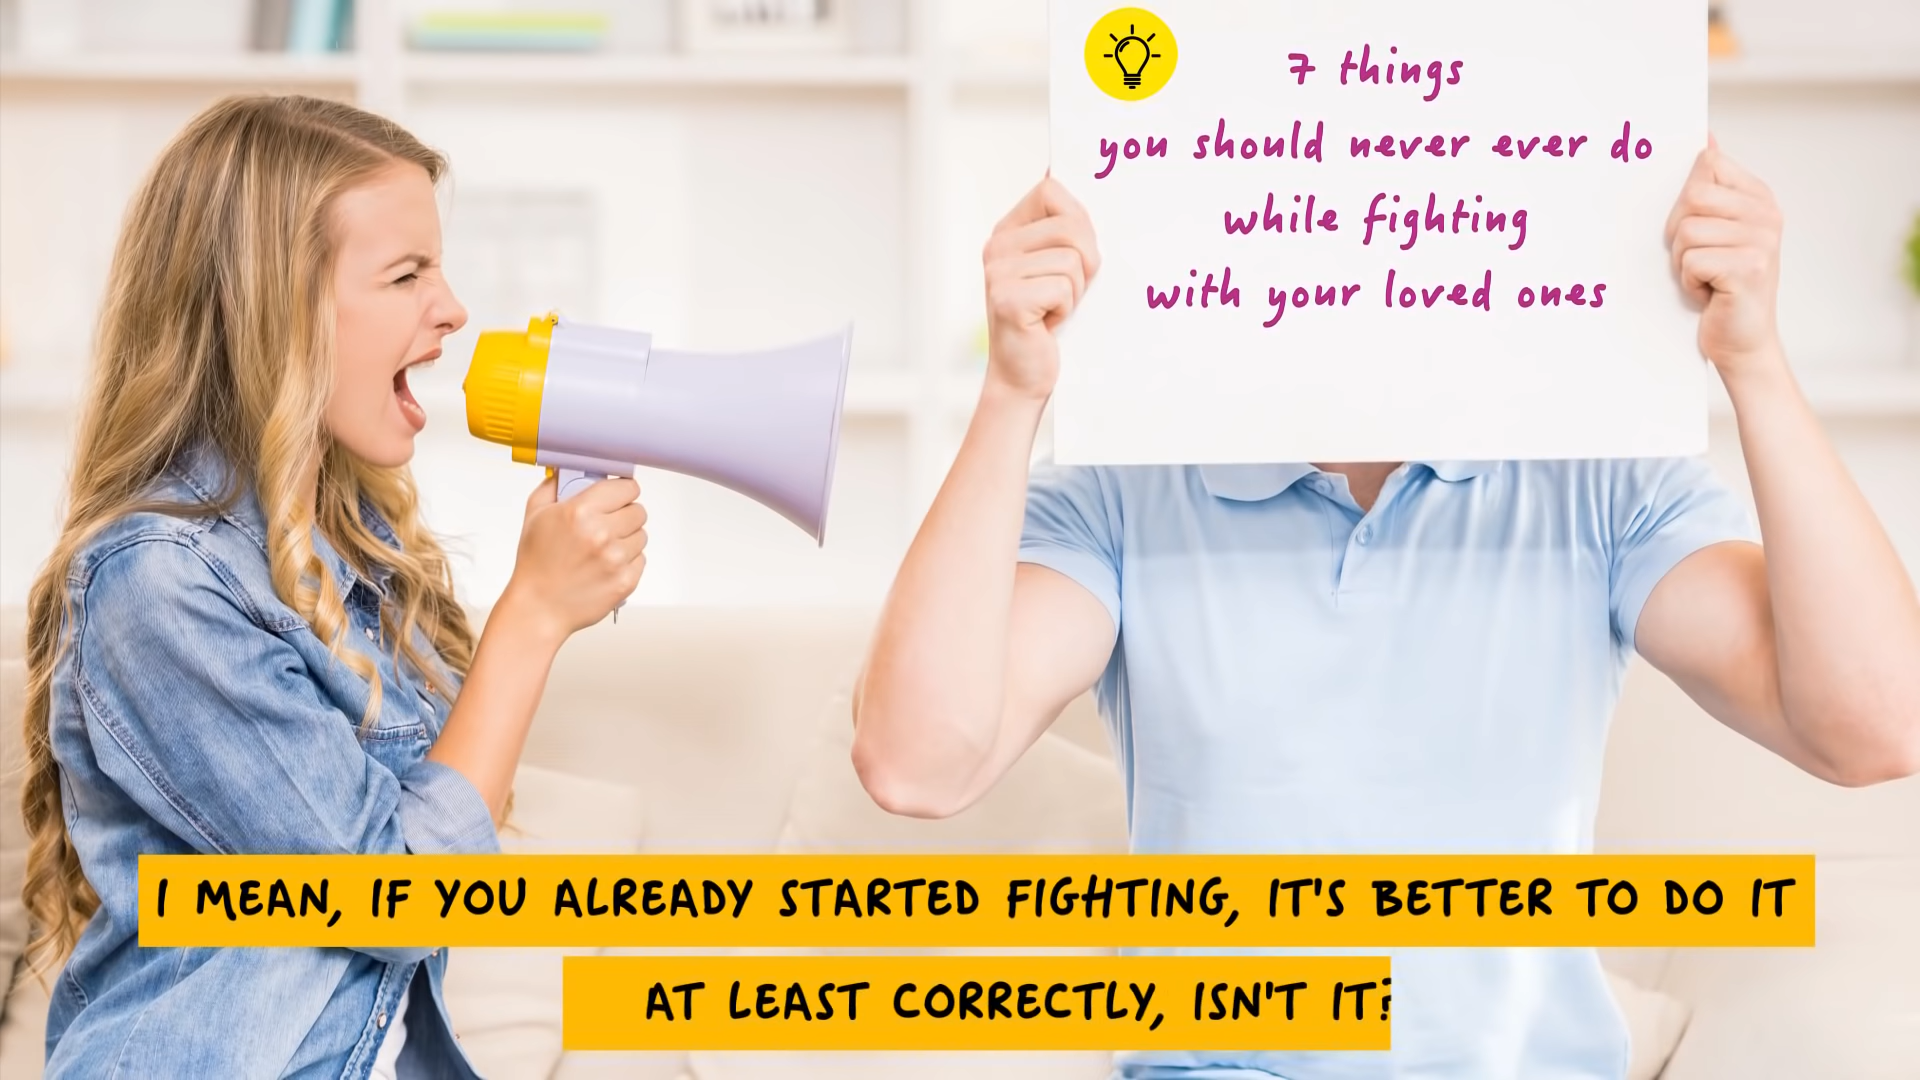 7 things
you should never ever do
while fighting
with your loved ones
I MEAN, IF YOU ALREADY STARTED FIGHTING, IT'S BETTER TO DO IT
AT LEAST CORRECTLY, ISN'T IT?